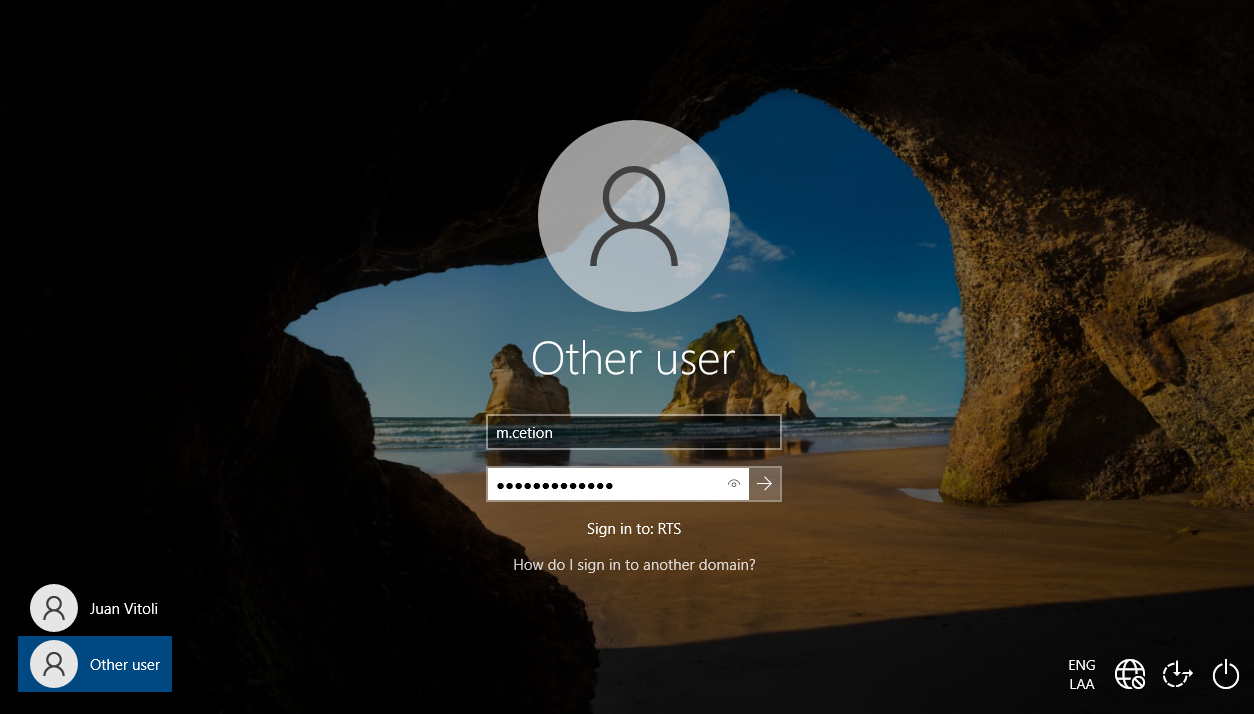 Other user
m.cetion
Sign in to: RTS
How do I sign in to another domain?
Juan Vitoli
Other user
ENG
LAA